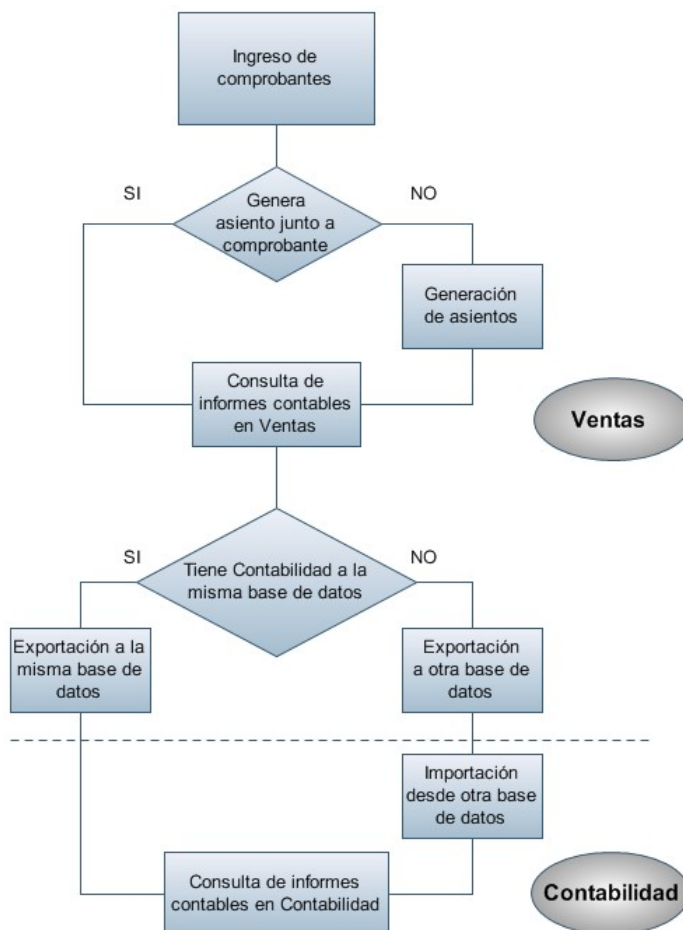 Ingreso de
comprobantes
SI
NO
Genera
asiento junto a
comprobante
Generación
de asientos
Consulta de
informes contables
en Ventas
Ventas
SI
NO
Tiene Contabilidad a la
misma base de datos
Exportación a la
misma base de
datos
Exportación
a otra base de
datos
Importación
desde otra base
de datos
Consulta de informes
contables en Contabilidad
Contabilidad